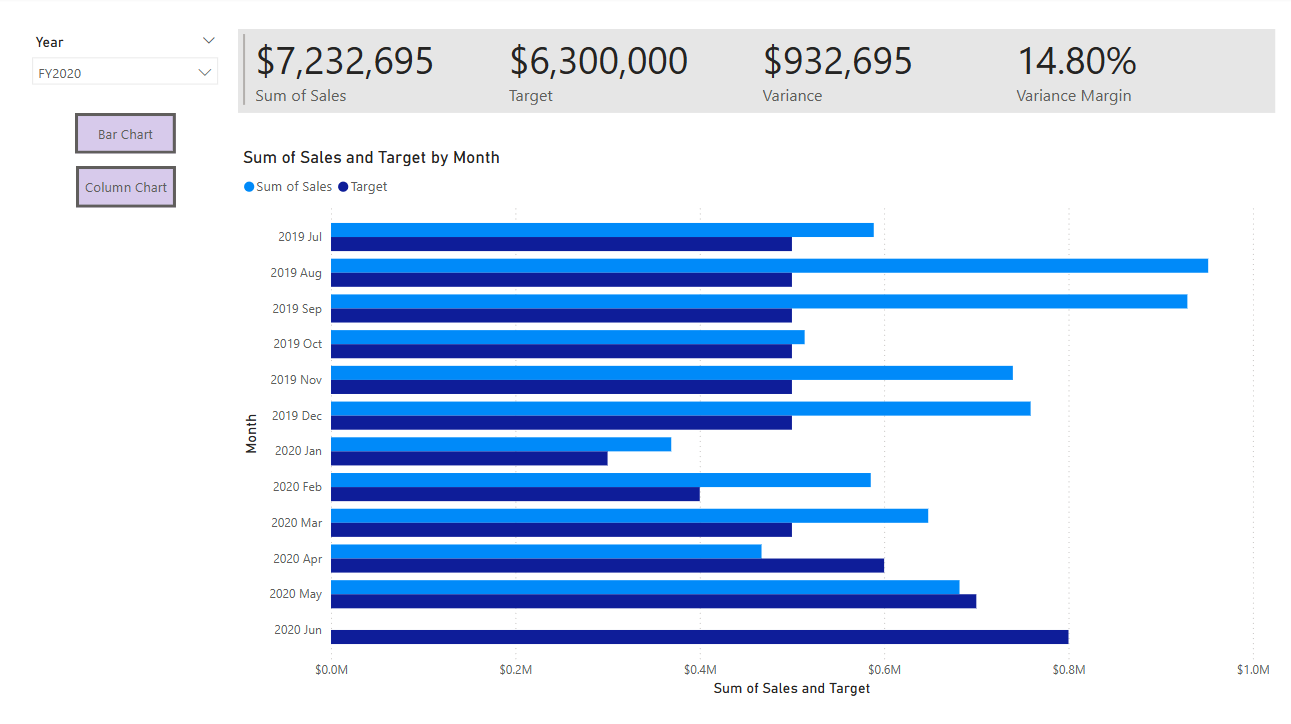 Year
FY2020
Bar Chart
Column Chart
$7,232,695
Sum of Sales
$6,300,000
Target
$932,695
Variance
14.80%
Variance Margin
Sum of Sales and Target by Month
Sum of Sales Target
Month
2019 Jul
2019 Aug
2019 Sep
2019 Oct
2019 Nov
2019 Dec
2020 Jan
2020 Feb
2020 Mar
2020 Apr
2020 May
2020 Jun
$0.0M $0.2M $0.4M $0.6M $0.8M $1.0M
Sum of Sales and Target